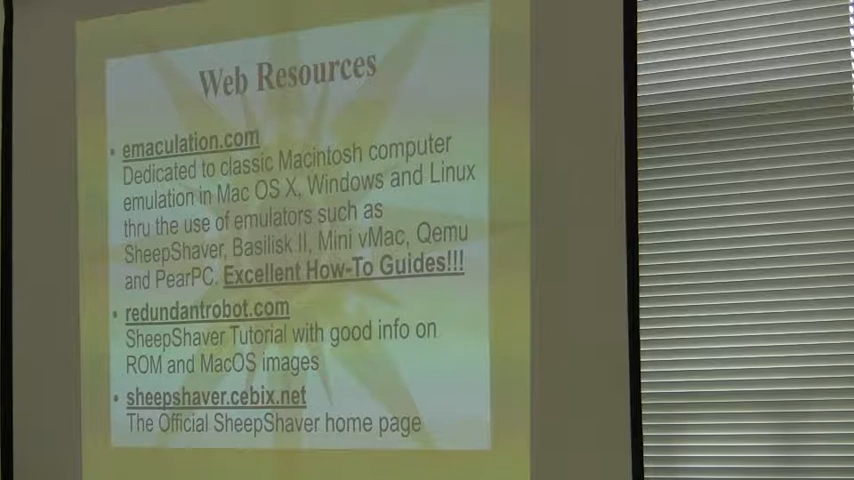 Web Resources
• emaculation.com
Dedicated to classic Macintosh computer
emulation in Mac OS X, Windows and Linux
thru the use of emulators such as
SheepShaver, Basilisk II, Mini vMac, Qemu
and PearPC. Excellent How-To Guides!!!
• redundantrobot.com
SheepShaver Tutorial with good info on
ROM and MacOS images
• sheepshaver.cebix.net
The Official SheepShaver home page